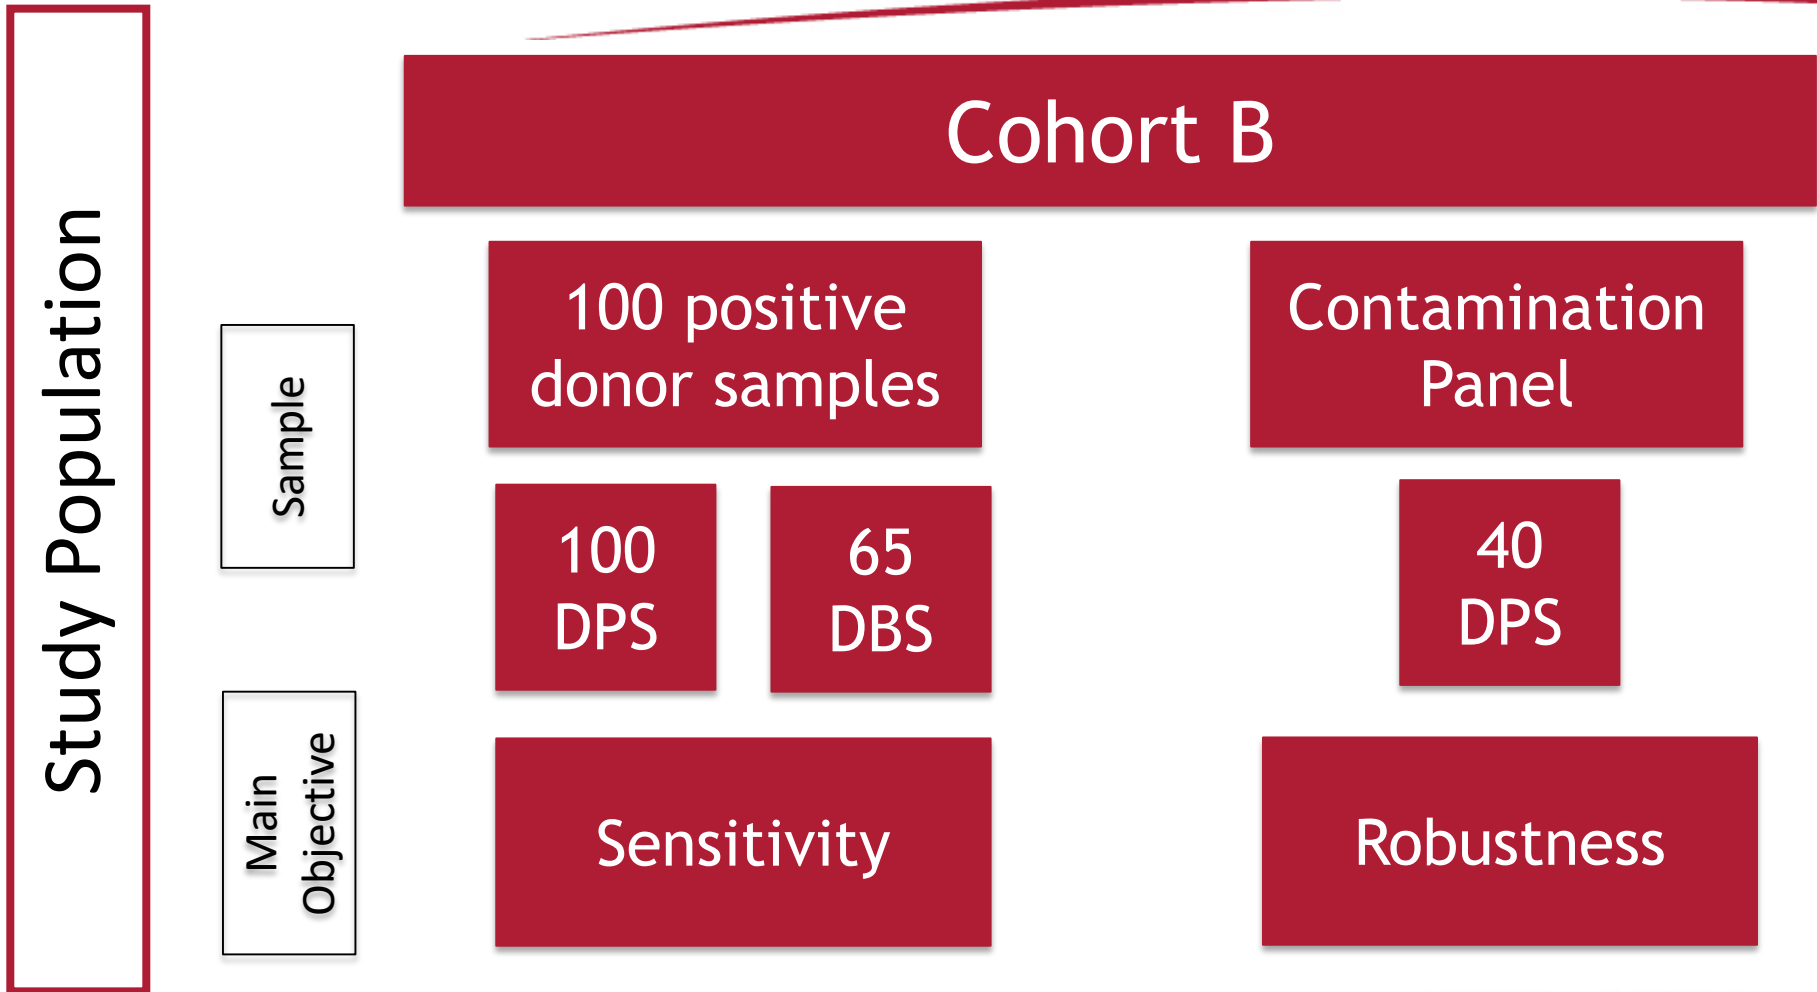 Study Population
Cohort B
Sample
100 positive
donor samples
Contamination
Panel
100
DPS
65
DBS
40
DPS
Main
Objective
Sensitivity
Robustness